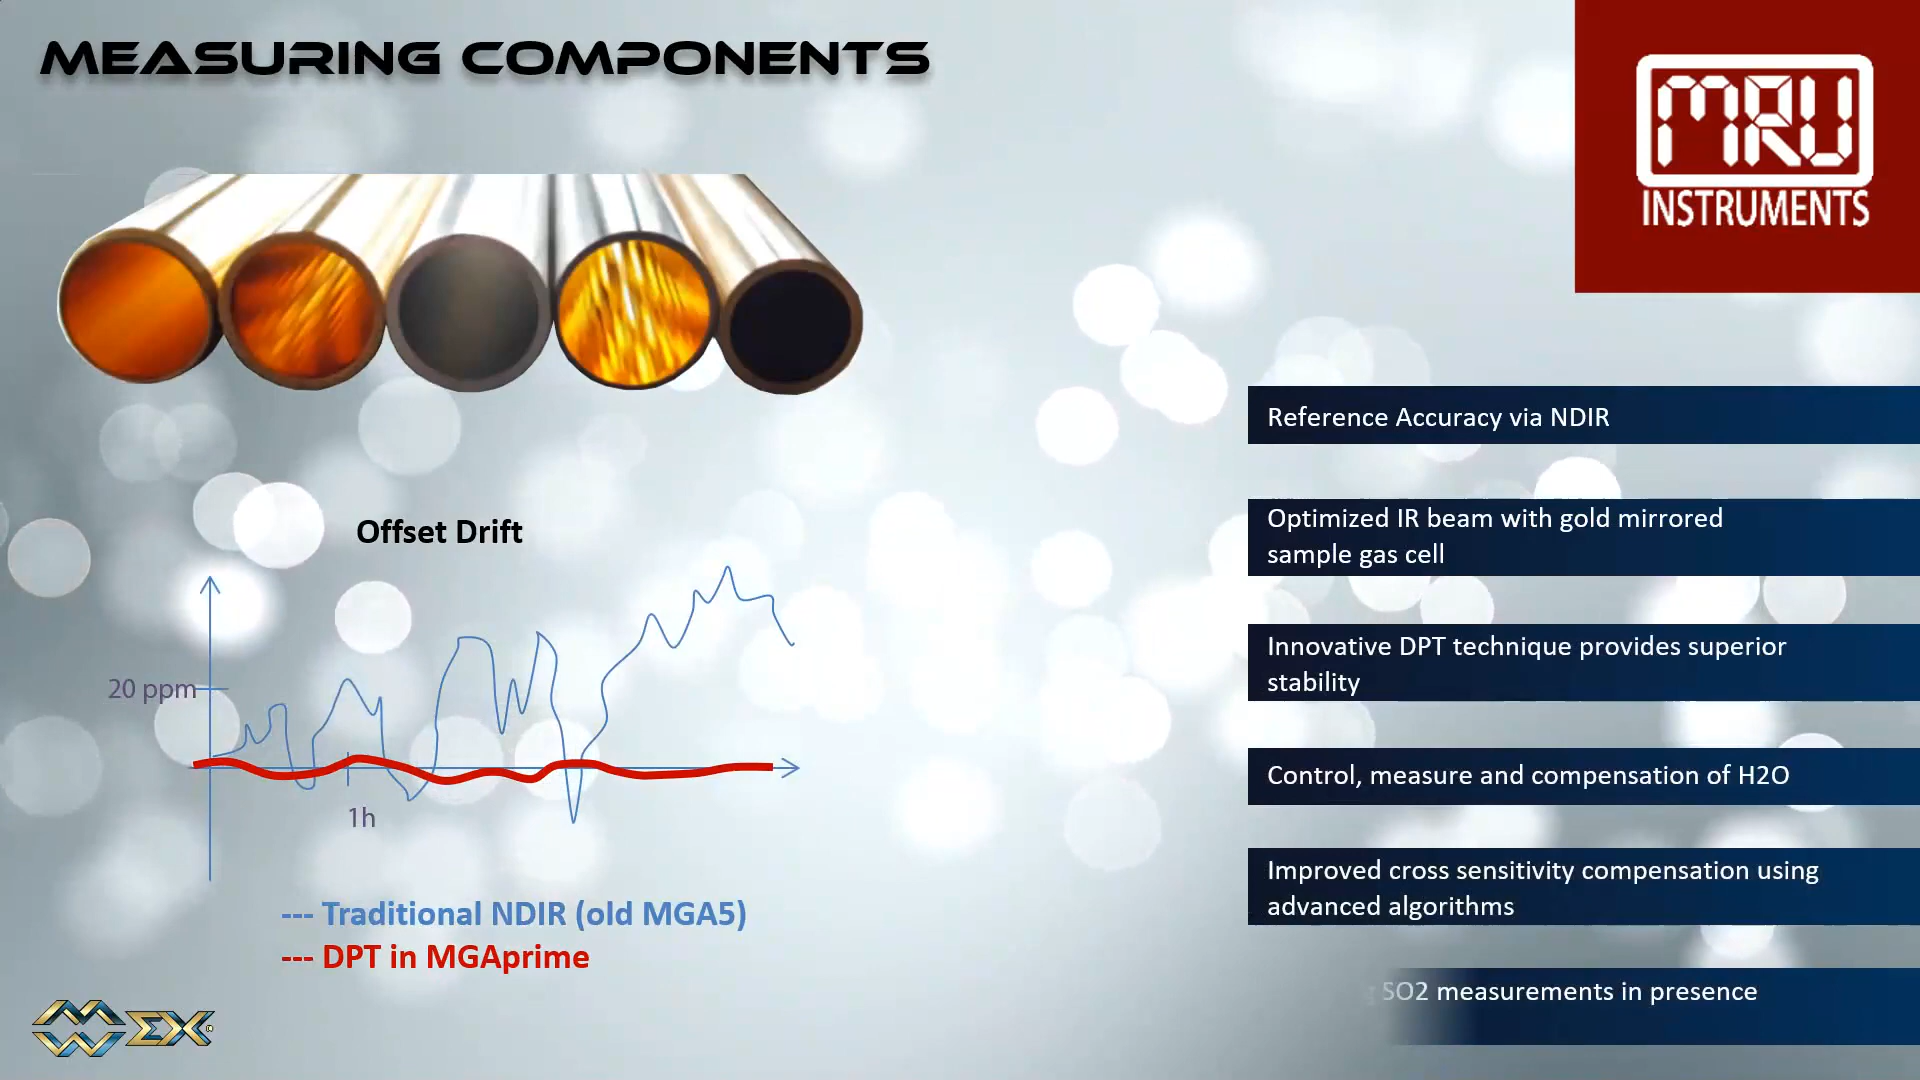 MEASURING COMPONENTS
MRU
INSTRUMENTS
Reference Accuracy via NDIR
Optimized IR beam with gold mirrored
sample gas cell
Innovative DPT technique provides superior
stability
Control, measure and compensation of H2O
Improved cross sensitivity compensation using
advanced algorithms
SO2 measurements in presence
Offset Drift
20 ppm
1h
--- Traditional NDIR (old MGA5)
--- DPT in MGAprime